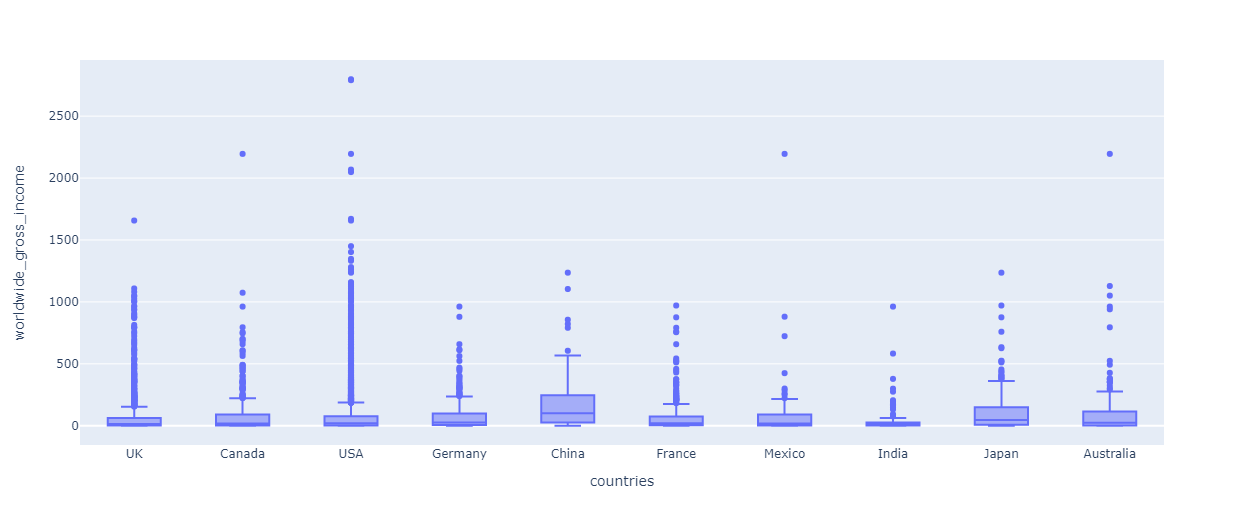 worldwide_gross_income
2500
2000
1500
1000
500
0
UK Canada USA Germany China France Mexico India Japan Australia
countries